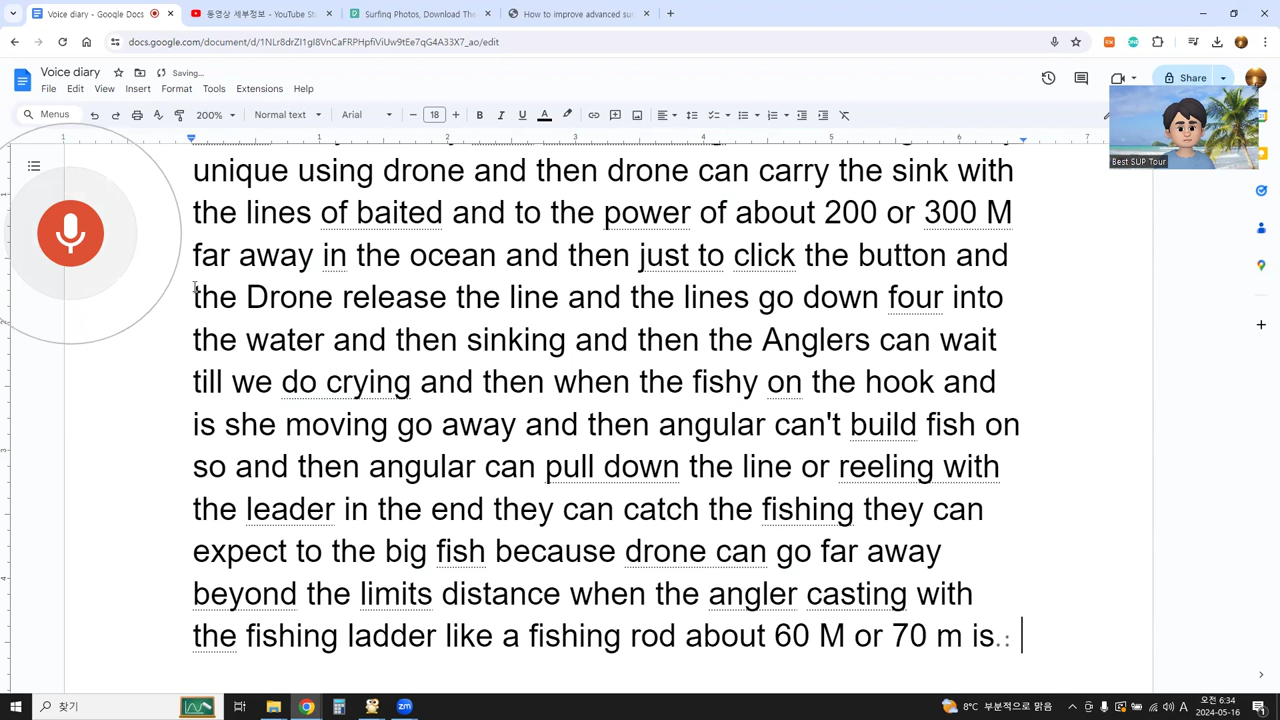 Voice diary - Google Docs
동영상 세부정보 - YouTube St
Surfing Photos, Download The
How to improve advanced su
docs.google.com/document/d/1NLr8drZI1gI8VnCaFRPHpfiViUw9tEe7qG4A33X7_ao/edit
Voice diary
Saving...
File Edit View Insert Format Tools Extensions Help
Share
Menus
200%
Normal text
Arial
18
Best SUP Tour
unique using drone and then drone can carry the sink with
the lines of baited and to the power of about 200 or 300 M
far away in the ocean and then just to click the button and
the Drone release the line and the lines go down four into
the water and then sinking and then the Anglers can wait
till we do crying and then when the fishy on the hook and
is she moving go away and then angular can't build fish on
so and then angular can pull down the line or reeling with
the leader in the end they can catch the fishing they can
expect to the big fish because drone can go far away
beyond the limits distance when the angler casting with
the fishing ladder like a fishing rod about 60 M or 70 m is
찾기
8°C 부분적으로 맑음
오전 6:34
2024-05-16